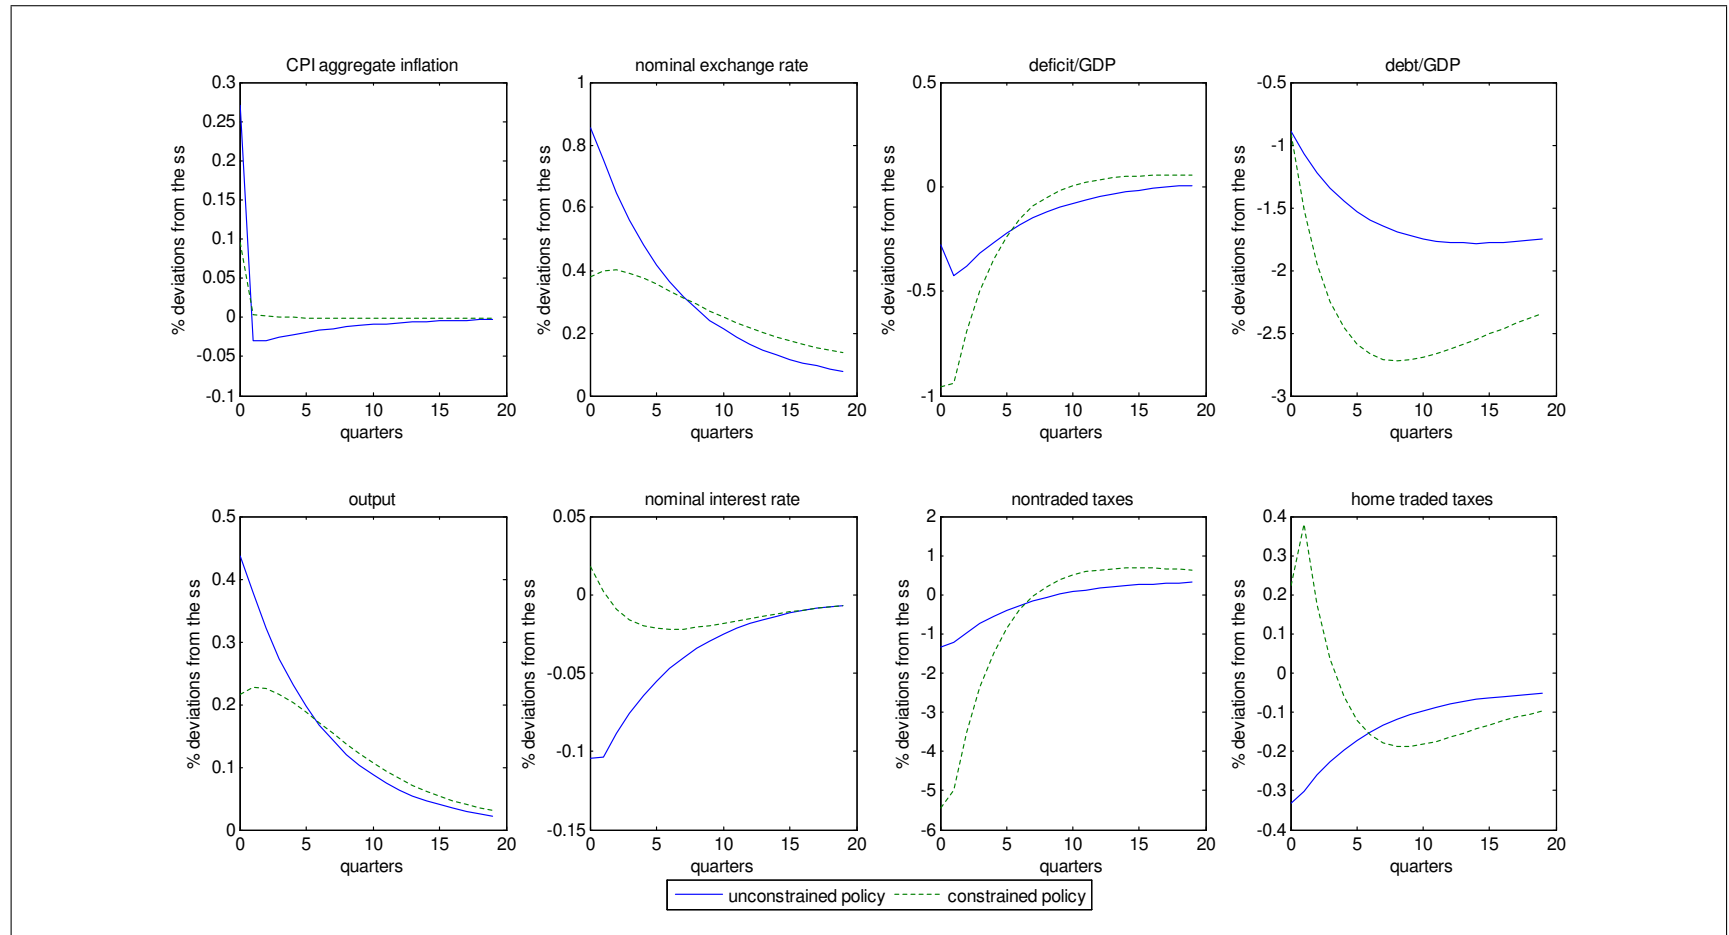 CPI aggregate inflation
nominal exchange rate
deficit/GDP
debt/GDP
0.3
0.25
0.2
0.15
0.1
0.05
0
-0.05
-0.1
% deviations from the ss
0 5 10 15 20
quarters
1
0.8
0.6
0.4
0.2
0
% deviations from the ss
0 5 10 15 20
quarters
0.5
0
-0.5
-1
% deviations from the ss
0 5 10 15 20
quarters
-0.5
-1
-1.5
-2
-2.5
-3
% deviations from the ss
0 5 10 15 20
quarters
output
nominal interest rate
nontraded taxes
home traded taxes
0.5
0.4
0.3
0.2
0.1
0
% deviations from the ss
0 5 10 15 20
quarters
0.05
0
-0.05
-0.1
-0.15
% deviations from the ss
0 5 10 15 20
quarters
2
1
0
-1
-2
-3
-4
-5
-6
% deviations from the ss
0 5 10 15 20
quarters
0.4
0.3
0.2
0.1
0
-0.1
-0.2
-0.3
-0.4
% deviations from the ss
0 5 10 15 20
quarters
unconstrained policy
constrained policy